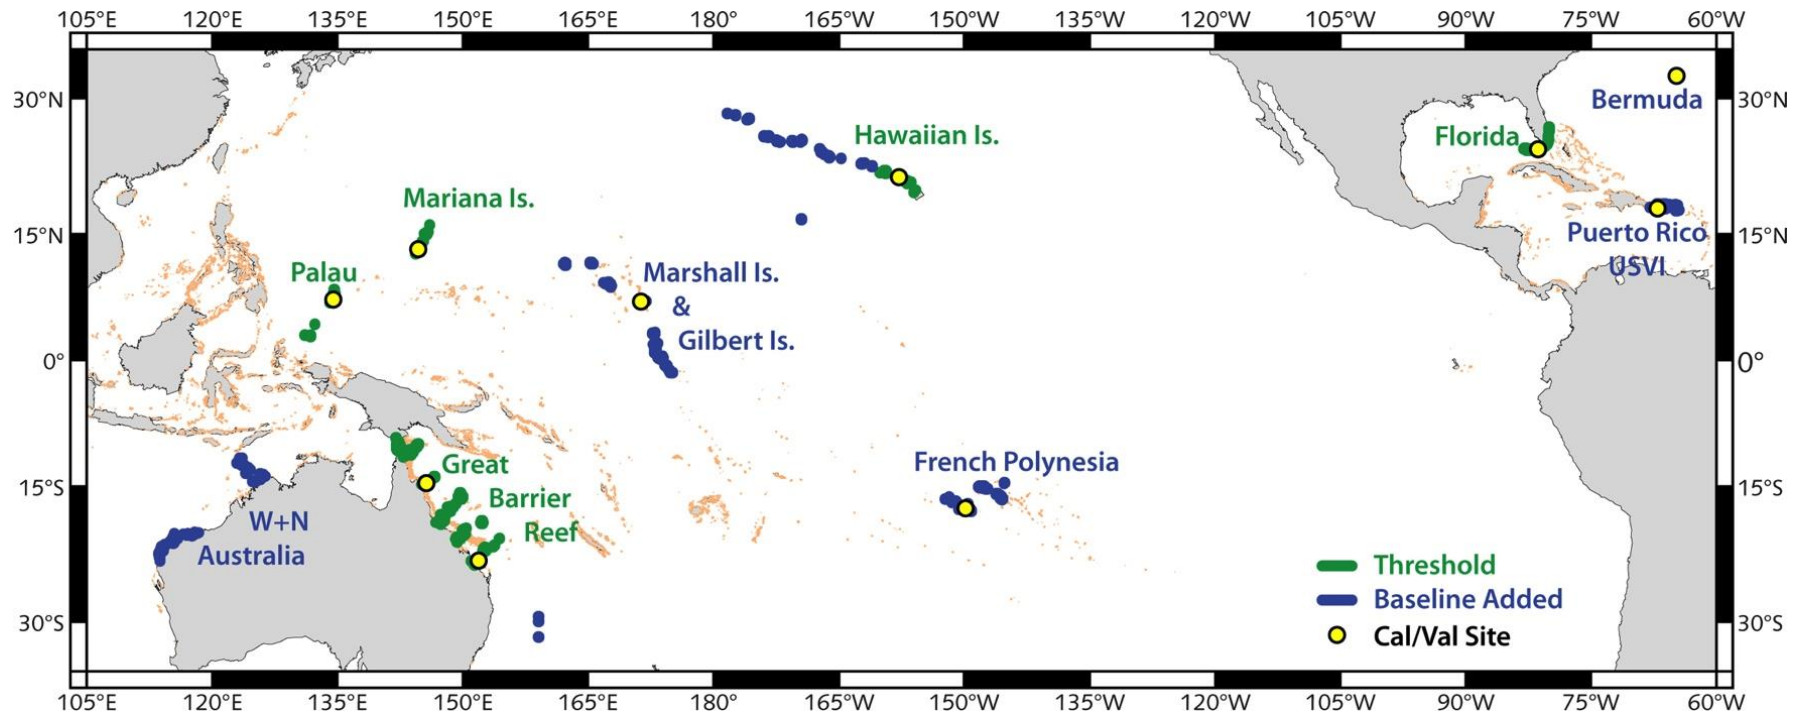 105°E 120°E 135°E 150°E 165°E 180° 165°W 150°W 135°W 120°W 105°W 90°W 75°W 60°W
30°N 30°N
Bermuda
Hawaiian Is.
Florida
Mariana Is.
15°N 15°N
Puerto Rico
USVI
Palau
Marshall Is.
&
Gilbert Is.
0° 0°
Great
Barrier
Reef
French Polynesia
15°S 15°S
W+N
Australia
Threshold
Baseline Added
Cal/Val Site
30°S 30°S
105°E 120°E 135°E 150°E 165°E 180° 165°W 150°W 135°W 120°W 105°W 90°W 75°W 60°W